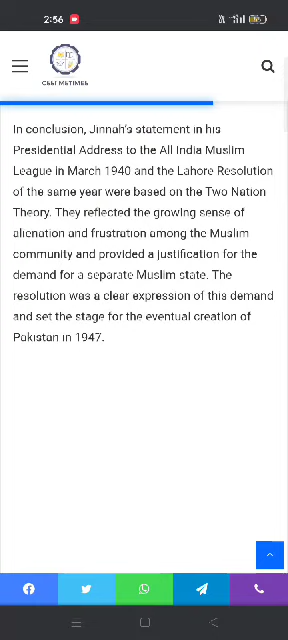 2:56
CSSTIMETIMES
In conclusion, Jinnah's statement in his
Presidential Address to the All India Muslim
League in March 1940 and the Lahore Resolution
of the same year were based on the Two Nation
Theory. They reflected the growing sense of
alienation and frustration among the Muslim
community and provided a justification for the
demand for a separate Muslim state. The
resolution was a clear expression of this demand
and set the stage for the eventual creation of
Pakistan in 1947.